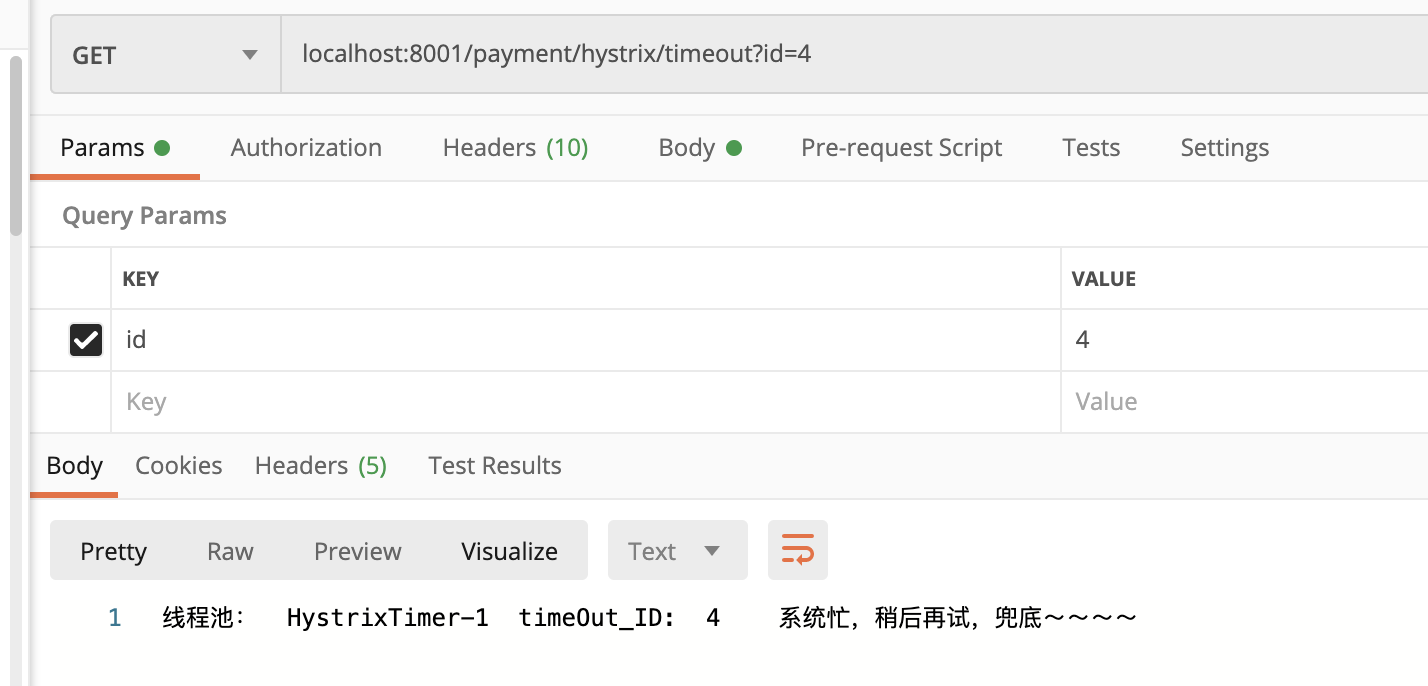 GET localhost:8001/payment/hystrix/timeout?id=4
Params Authorization Headers (10) Body Pre-request Script Tests Settings
Query Params
KEY VALUE
id 4
Key Value
Body Cookies Headers (5) Test Results
Pretty Raw Preview Visualize Text
1 线程池： HystrixTimer-1 timeOut_ID: 4 系统忙，稍后再试，兜底～～～～